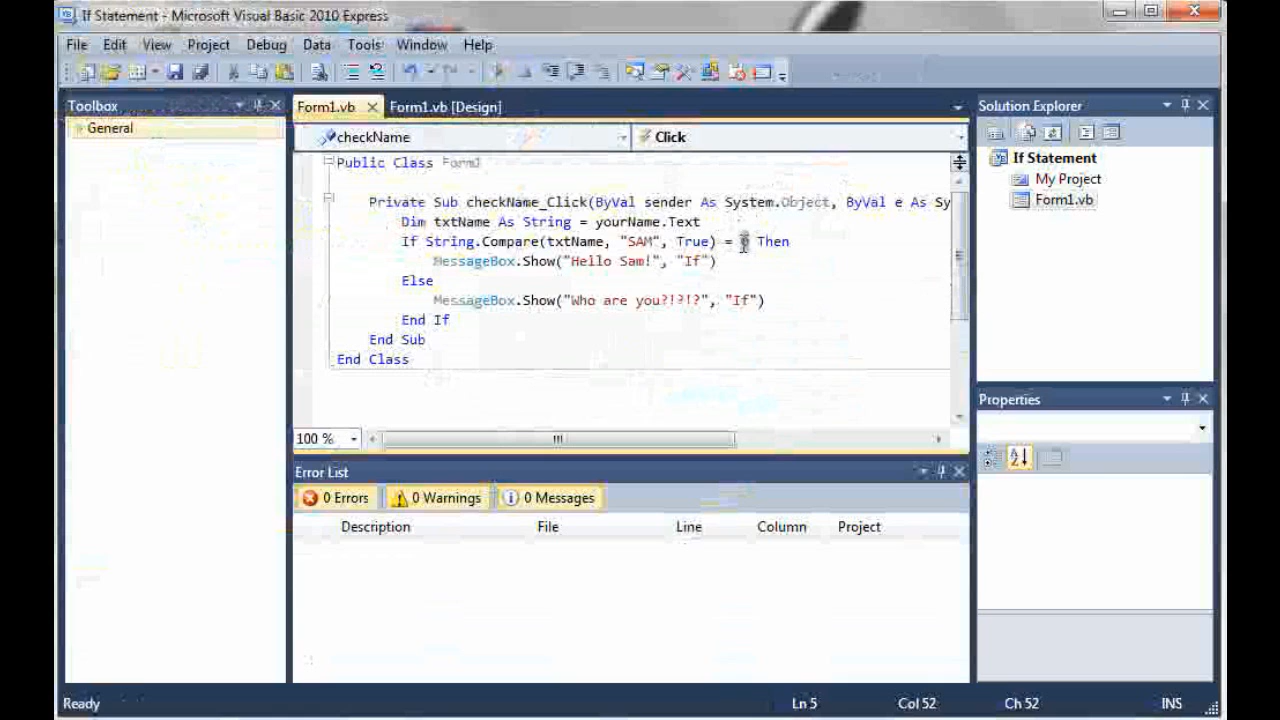 If Statement - Microsoft Visual Basic 2010 Express
File Edit View Project Debug Data Tools Window Help
Toolbox
General
Form1.vb Form1.vb [Design]
checkName Click
Public Class Form1
Private Sub checkName_Click(ByVal sender As System.Object, ByVal e As Sy
Dim txtName As String = yourName.Text
If String.Compare(txtName, "SAM", True) = Then
MessageBox.Show("Hello Sam!", "If")
Else
MessageBox.Show("Who are you?!?!?", "If")
End If
End Sub
End Class
100 %
Error List
0 Errors 0 Warnings 0 Messages
Description File Line Column Project
Solution Explorer
If Statement
My Project
Form1.vb
Properties
Ready Ln 5 Col 52 Ch 52 INS